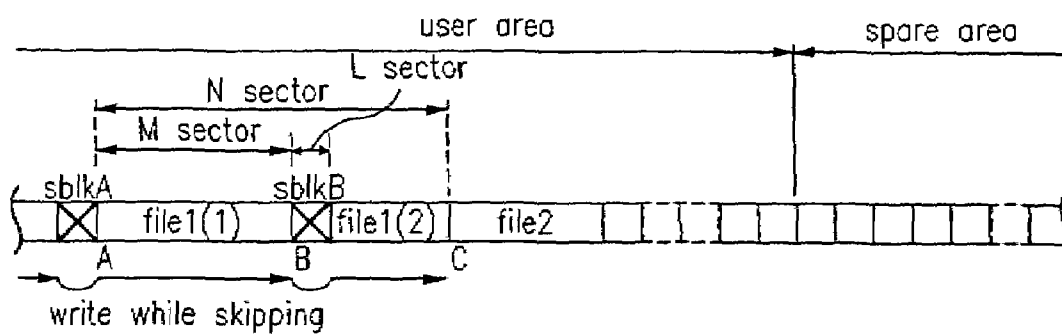 user area spare area
L sector
N sector
M sector
sblkA sblkB
file1(1) file1(2) file2
A B C
write while skipping